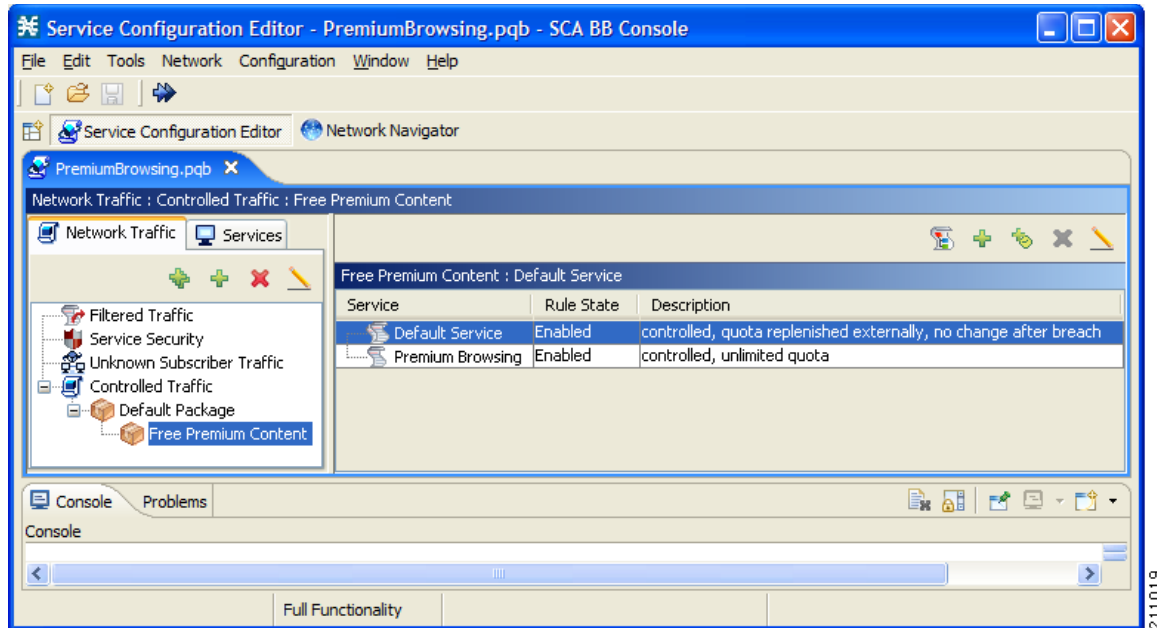 Service Configuration Editor - PremiumBrowsing.pqb - SCA BB Console
File Edit Tools Network Configuration Window Help
Service Configuration Editor Network Navigator
PremiumBrowsing.pqb
Network Traffic : Controlled Traffic : Free Premium Content
Network Traffic Services
Filtered Traffic
Service Security
Unknown Subscriber Traffic
Controlled Traffic
Default Package
Free Premium Content
Free Premium Content : Default Service
Service Rule State Description
Default Service Enabled controlled, quota replenished externally, no change after breach
Premium Browsing Enabled controlled, unlimited quota
Console Problems
Console
Full Functionality
211019